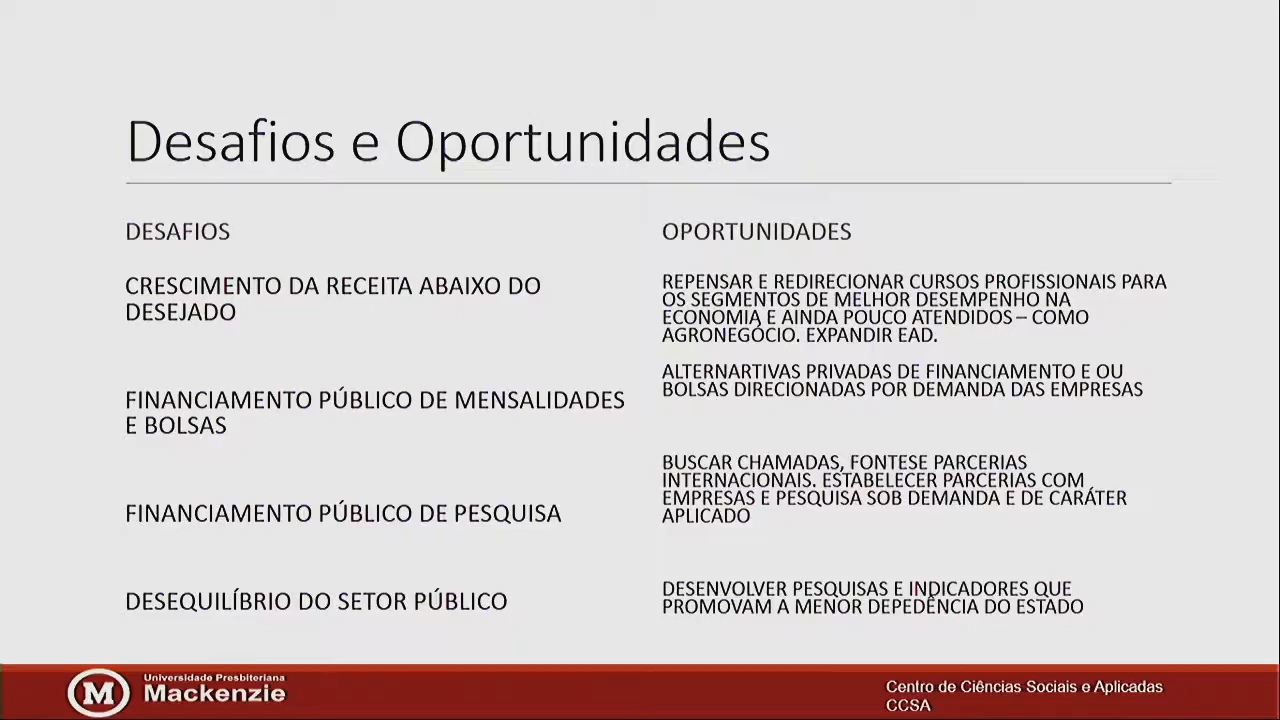 Desafios e Oportunidades
DESAFIOS
CRESCIMENTO DA RECEITA ABAIXO DO
DESEJADO
FINANCIAMENTO PÚBLICO DE MENSALIDADES
E BOLSAS
FINANCIAMENTO PÚBLICO DE PESQUISA
DESEQUILÍBRIO DO SETOR PÚBLICO
OPORTUNIDADES
REPENSAR E REDIRECIONAR CURSOS PROFISSIONAIS PARA
OS SEGMENTOS DE MELHOR DESEMPENHO NA
ECONOMIA E AINDA POUCO ATENDIDOS – COMO
AGRONEGÓCIO. EXPANDIR EAD.
ALTERNARTIVAS PRIVADAS DE FINANCIAMENTO E OU
BOLSAS DIRECIONADAS POR DEMANDA DAS EMPRESAS
BUSCAR CHAMADAS, FONTESE PARCERIAS
INTERNACIONAIS. ESTABELECER PARCERIAS COM
EMPRESAS E PESQUISA SOB DEMANDA E DE CARÁTER
APLICADO
DESENVOLVER PESQUISAS E INDICADORES QUE
PROMOVAM A MENOR DEPEDÊNCIA DO ESTADO
M
Universidade Presbiteriana
Mackenzie
Centro de Ciências Sociais e Aplicadas
CCSA